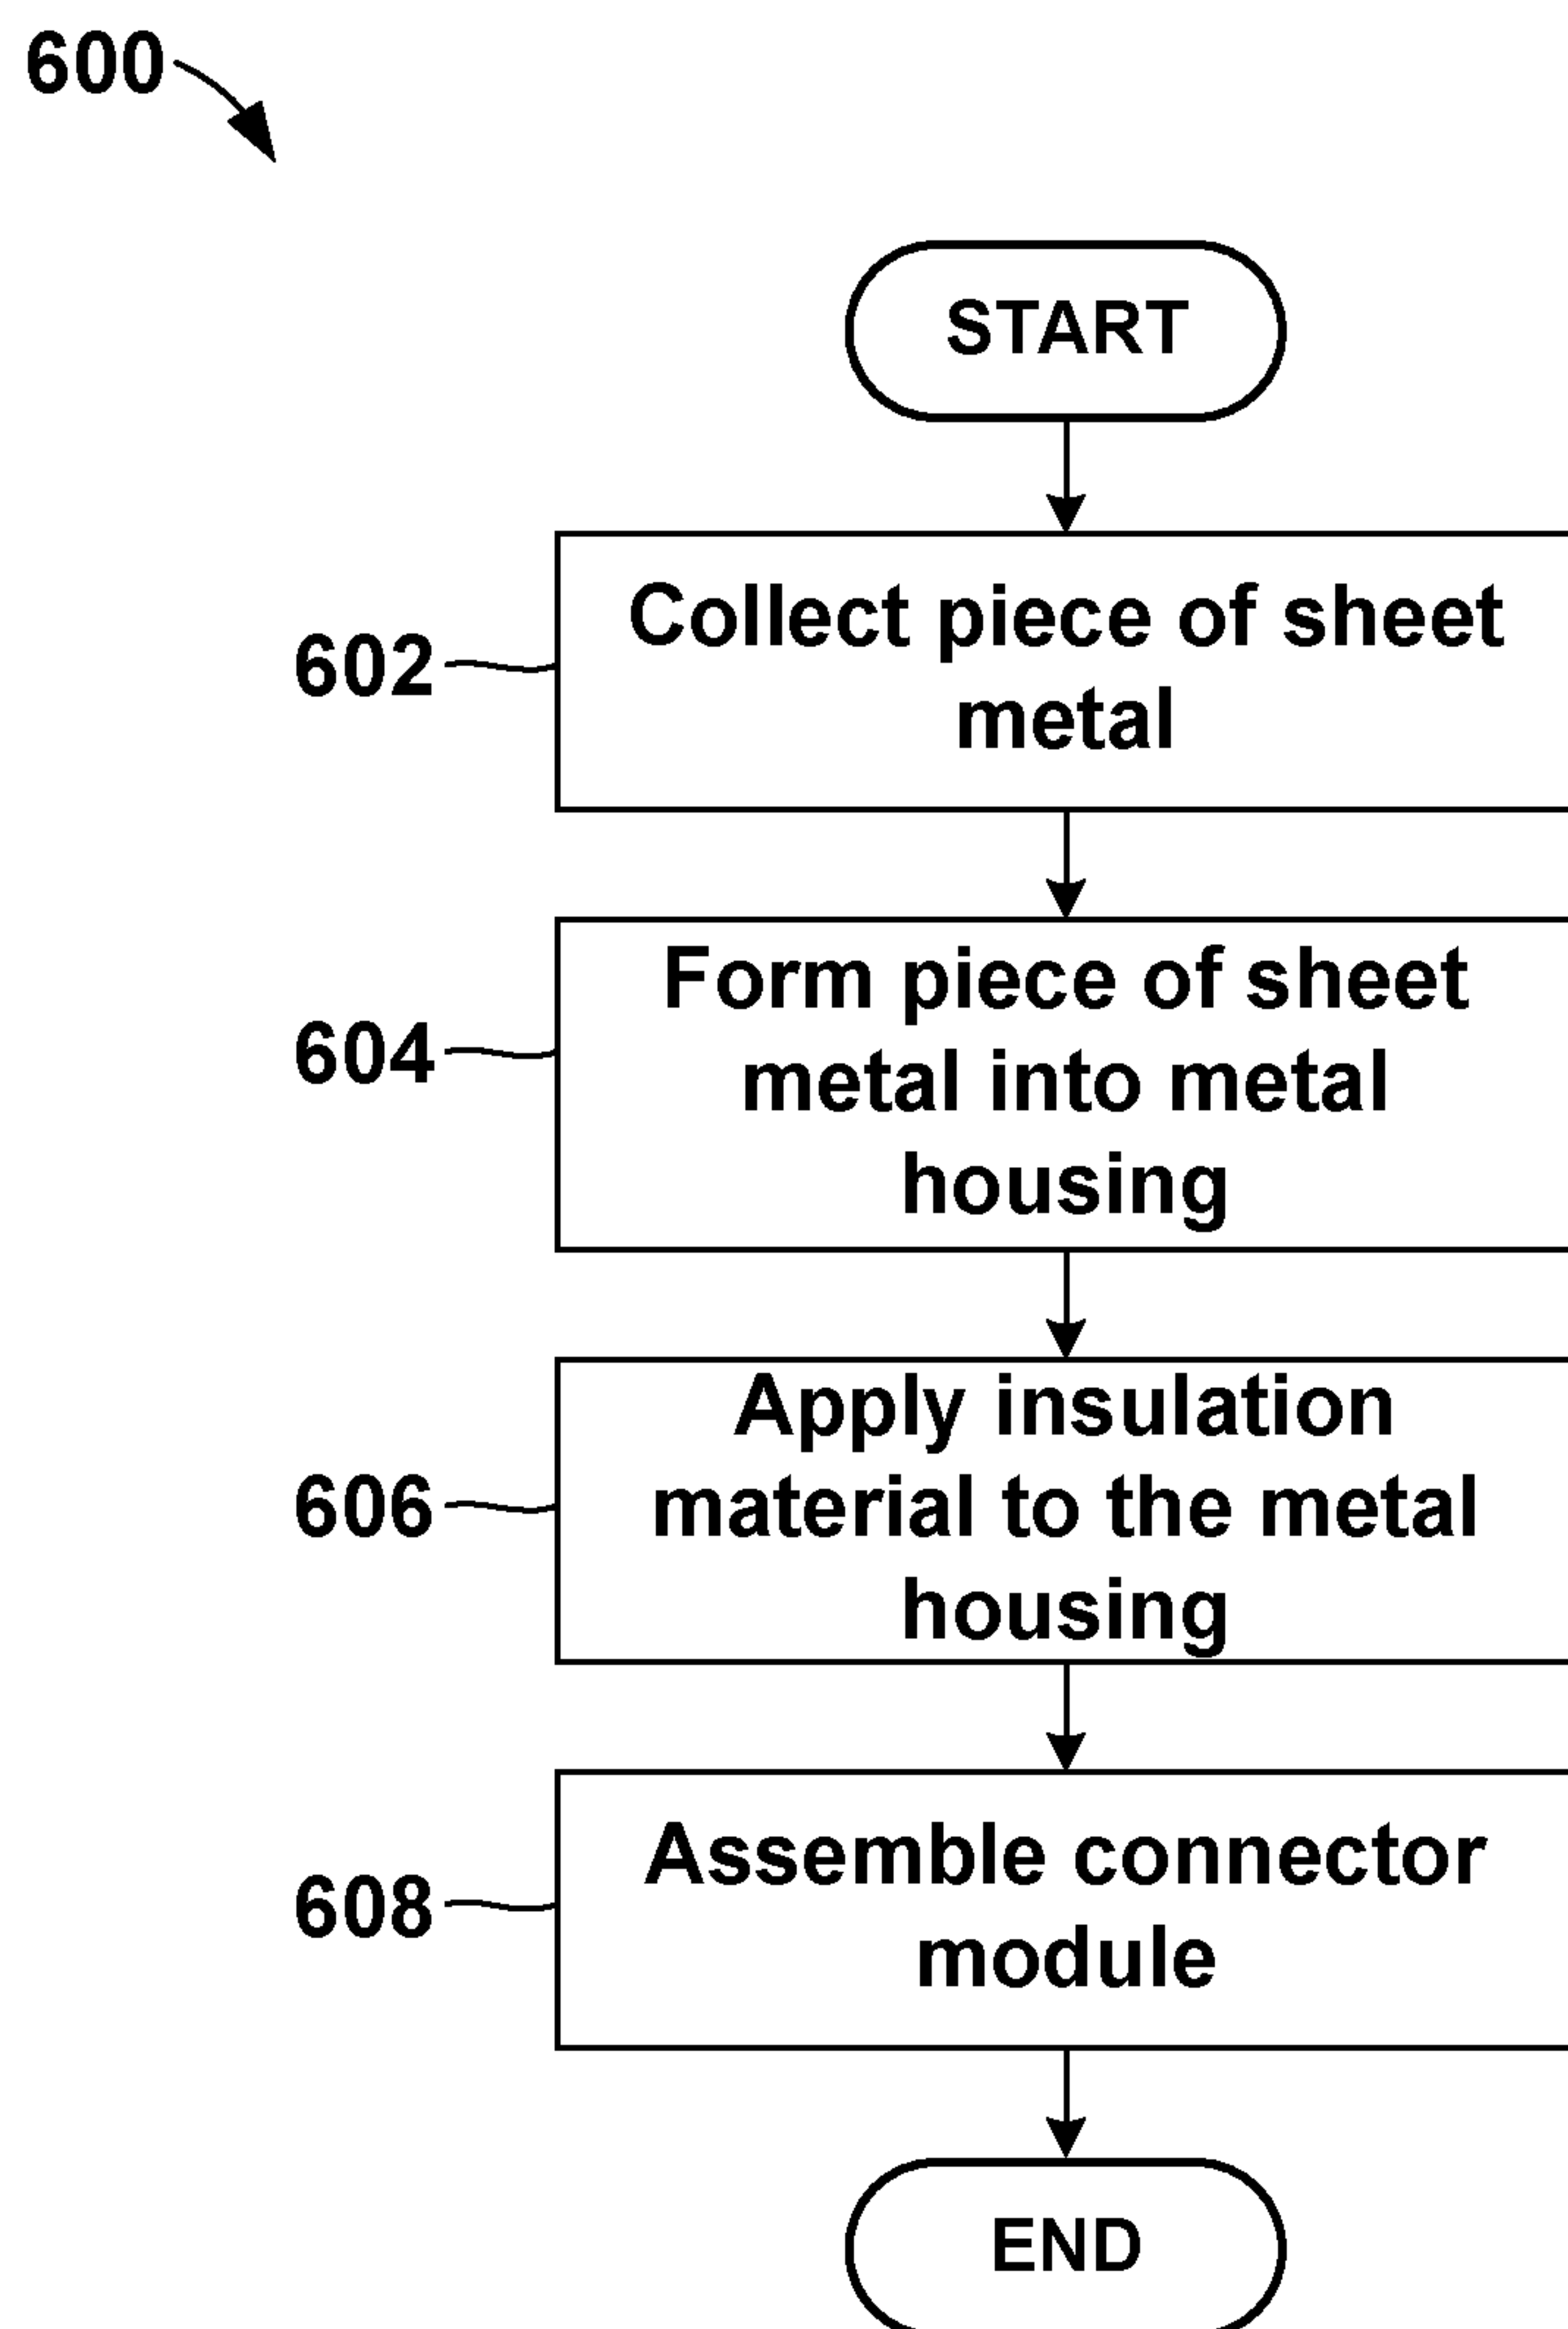 600
START
602
Collect piece of sheet
metal
604
Form piece of sheet
metal into metal
housing
606
Apply insulation
material to the metal
housing
608
Assemble connector
module
END